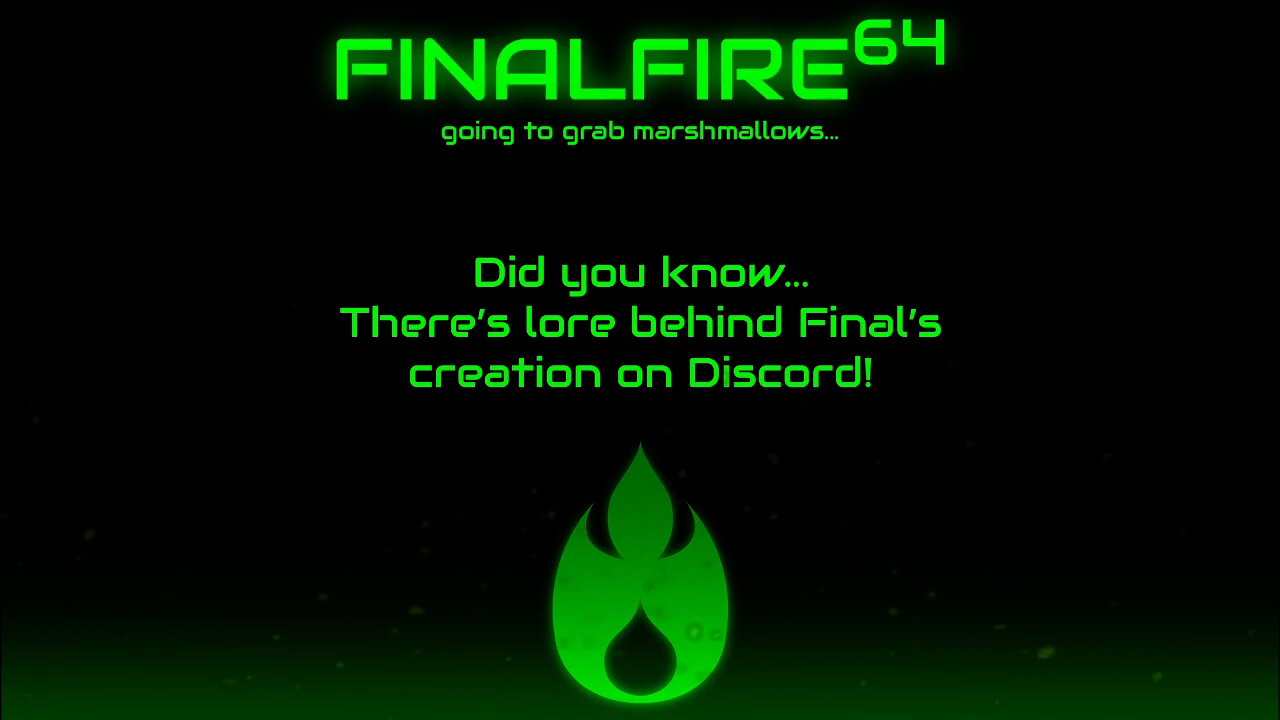 FINALFIRE⁶⁴
going to grab marshmallows...
Did you know...
There's lore behind Final's
creation on Discord!